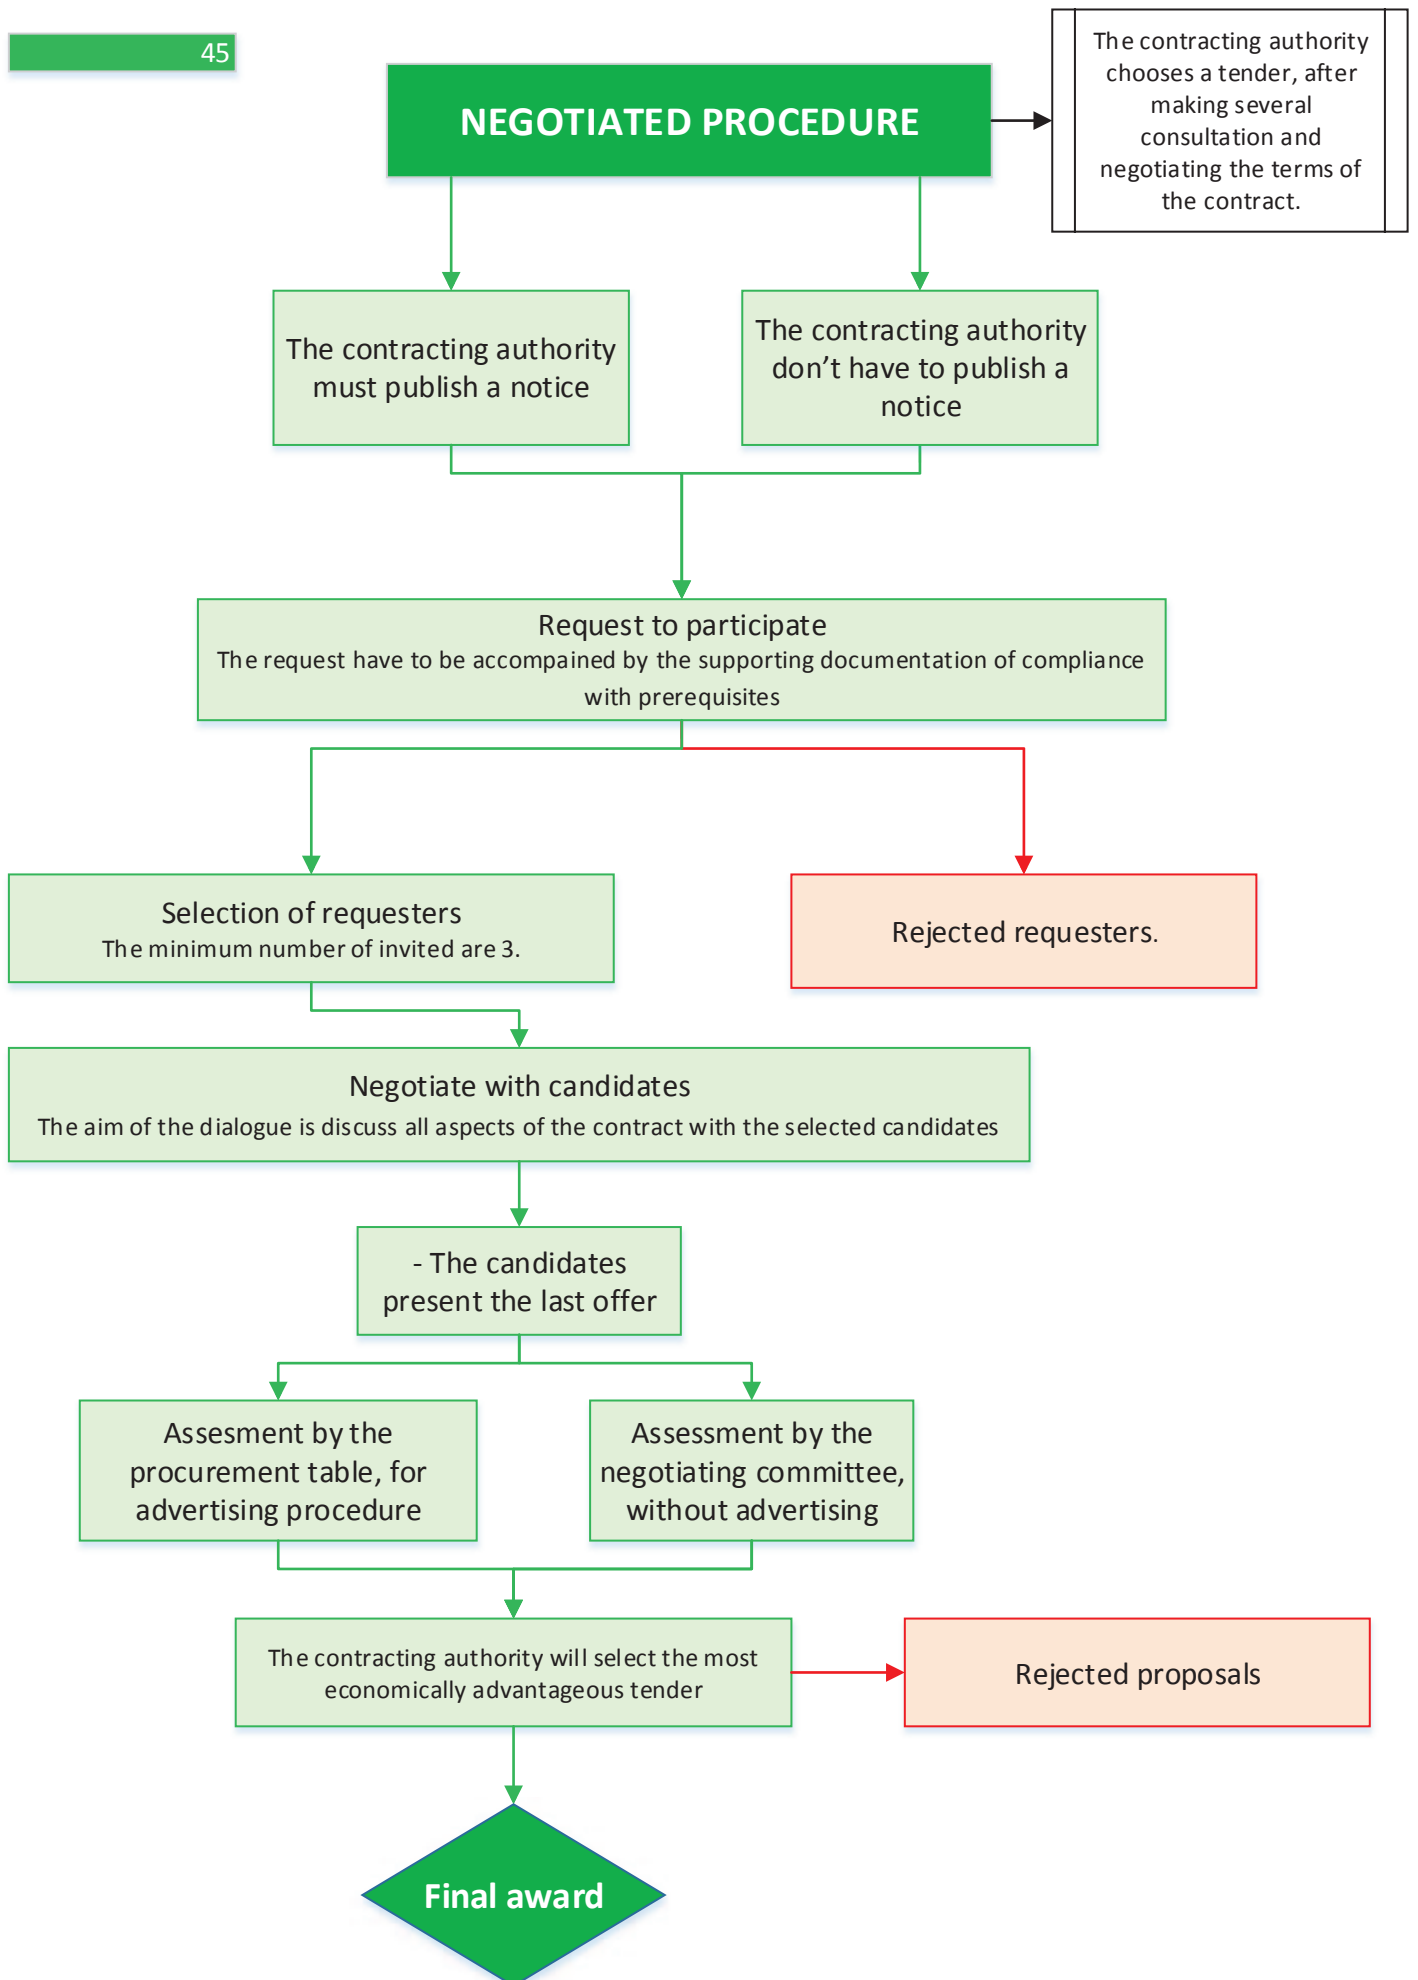 45
NEGOTIATED PROCEDURE
The contracting authority
chooses a tender, after
making several
consultation and
negotiating the terms of
the contract.
The contracting authority
must publish a notice
The contracting authority
don’t have to publish a
notice
Request to participate
The request have to be accompained by the supporting documentation of compliance
with prerequisites
Selection of requesters
The minimum number of invited are 3.
Rejected requesters.
Negotiate with candidates
The aim of the dialogue is discuss all aspects of the contract with the selected candidates
- The candidates
present the last offer
Assesment by the
procurement table, for
advertising procedure
Assessment by the
negotiating committee,
without advertising
The contracting authority will select the most
economically advantageous tender
Rejected proposals
Final award